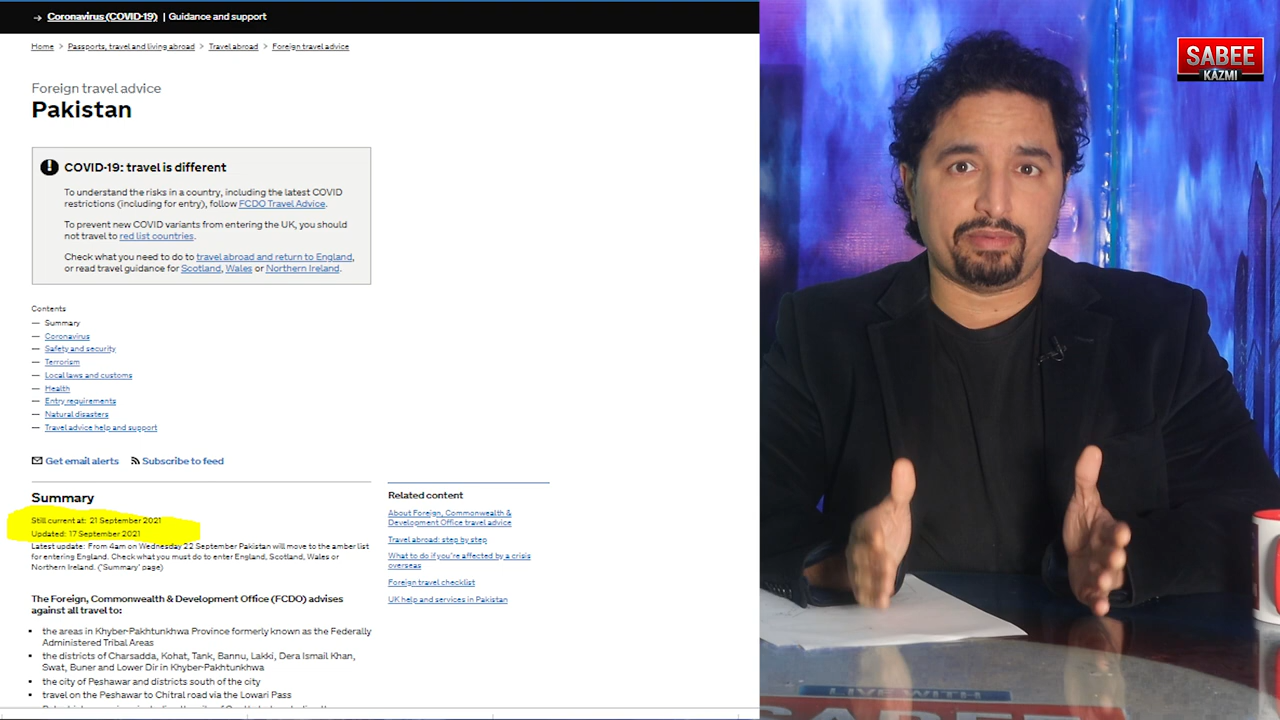 → Coronavirus (COVID-19) | Guidance and support
Home > Passports, travel and living abroad > Travel abroad > Foreign travel advice
Foreign travel advice
Pakistan
COVID-19: travel is different
To understand the risks in a country, including the latest COVID
restrictions (including for entry), follow FCDO Travel Advice.
To prevent new COVID variants from entering the UK, you should
not travel to red list countries.
Check what you need to do to travel abroad and return to England,
or read travel guidance for Scotland, Wales or Northern Ireland.
Contents
— Summary
— Coronavirus
— Safety and security
— Terrorism
— Local laws and customs
— Health
— Entry requirements
— Natural disasters
— Travel advice help and support
Get email alerts Subscribe to feed
Summary
Still current at: 21 September 2021
Updated: 17 September 2021
Latest update: From 4am on Wednesday 22 September Pakistan will move to the amber list
for entering England. Check what you must do to enter England, Scotland, Wales or
Northern Ireland. ('Summary' page)
The Foreign, Commonwealth & Development Office (FCDO) advises
against all travel to:
• the areas in Khyber-Pakhtunkhwa Province formerly known as the Federally
Administered Tribal Areas
• the districts of Charsadda, Kohat, Tank, Bannu, Lakki, Dera Ismail Khan,
Swat, Buner and Lower Dir in Khyber-Pakhtunkhwa
• the city of Peshawar and districts south of the city
• travel on the Peshawar to Chitral road via the Lowari Pass
Related content
About Foreign, Commonwealth &
Development Office travel advice
Travel abroad: step by step
What to do if you're affected by a crisis
overseas
Foreign travel checklist
UK help and services in Pakistan
SABEE
KAZMI
LIVE WITH
SABEE